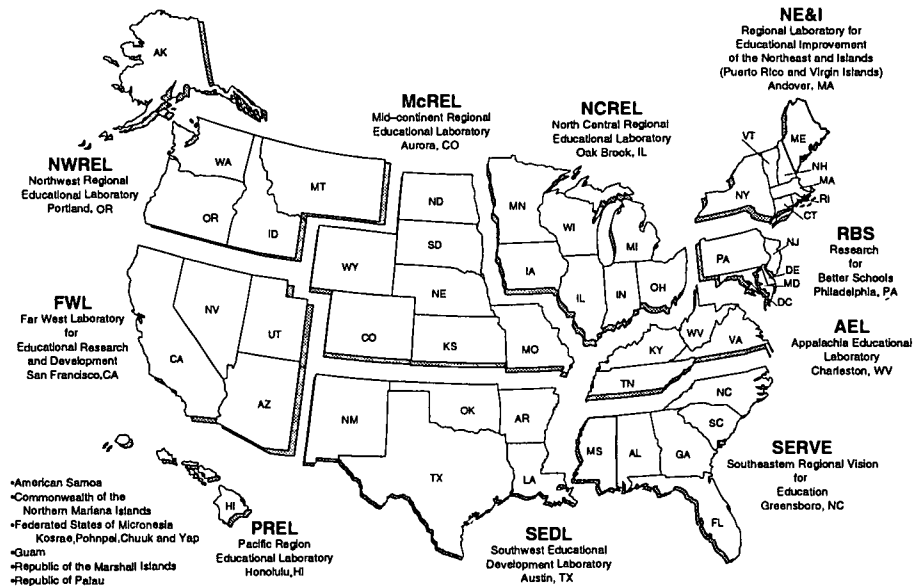 NE&I
Regional Laboratory for
Educational Improvement
of the Northeast and Islands
(Puerto Rico and Virgin Islands)
Andover, MA
AK
McREL
Mid-continent Regional
Educational Laboratory
Aurora, CO
NCREL
North Central Regional
Educational Laboratory
Oak Brook, IL
NWREL
Northwest Regional
Educational Laboratory
Portland, OR
WA
OR
ID
MT
ND
SD
WY
NE
CO
KS
MO
MN
IA
WI
MI
IL
IN
OH
VT
ME
NH
MA
NY
RI
CT
RBS
Research
for
Better Schools
Philadelphia, PA
PA
NJ
DE
MD
DC
FWL
Far West Laboratory
for
Educational Research
and Development
San Francisco,CA
NV
UT
CA
AZ
AEL
Appalachia Educational
Laboratory
Charleston, WV
WV
VA
KY
TN
NM
OK
AR
TX
LA
NC
SC
MS
AL
GA
FL
SERVE
Southeastern Regional Vision
for
Education
Greensboro, NC
•American Samoa
•Commonwealth of the
Northern Mariana Islands
•Federated States of Micronesia
Kosrae,Pohnpei,Chuuk and Yap
•Guam
•Republic of the Marshall Islands
•Republic of Palau
HI
PREL
Pacific Region
Educational Laboratory
Honolulu,HI
SEDL
Southwest Educational
Development Laboratory
Austin, TX